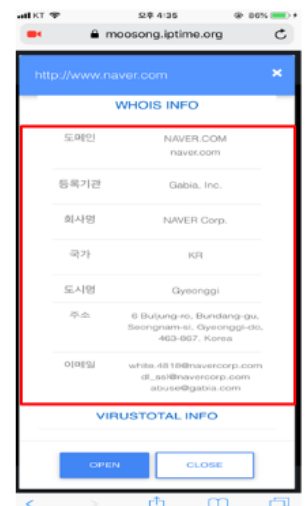 KT 오후 4:35 86%
moosong.iptime.org
http://www.naver.com ×
WHOIS INFO
도메인 NAVER.COM
naver.com
등록기관 Gabia, Inc.
회사명 NAVER Corp.
국가 KR
도시명 Gyeonggi
주소 6 Buljung-ro, Bundang-gu,
Seongnam-si, Gyeonggi-do,
463-867, Korea
이메일 white.4818@navercorp.com
dl_ssl@navercorp.com
abuse@gabia.com
VIRUSTOTAL INFO
OPEN CLOSE